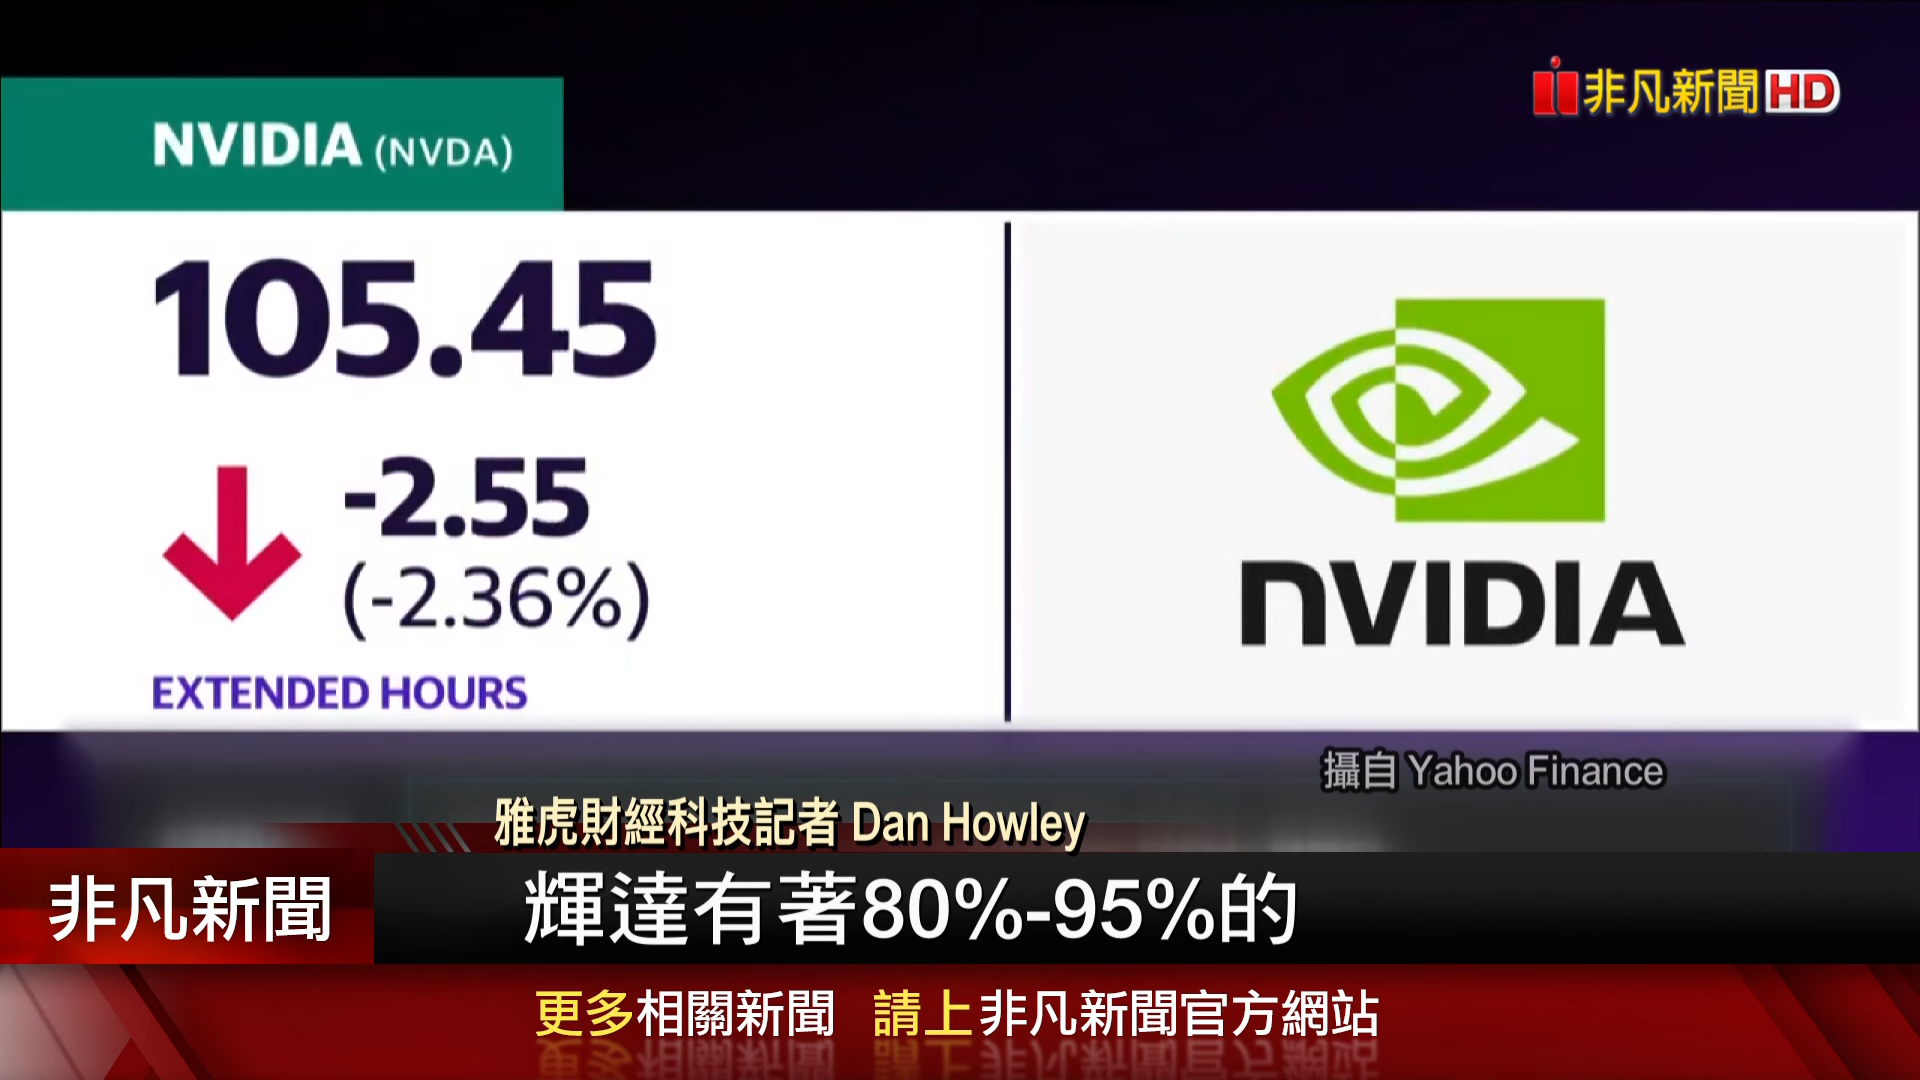 非凡新聞HD
NVIDIA (NVDA)
105.45
-2.55
(-2.36%)
EXTENDED HOURS
NVIDIA
攝自 Yahoo Finance
雅虎財經科技記者 Dan Howley
非凡新聞
輝達有著80%-95%的
更多相關新聞 請上非凡新聞官方網站